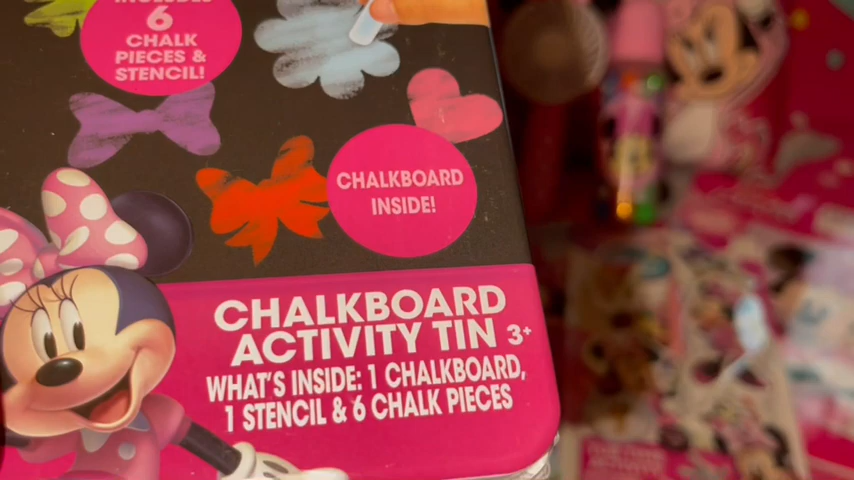 INCLUDES
6
CHALK
PIECES &
STENCIL!
CHALKBOARD
INSIDE!
CHALKBOARD
ACTIVITY TIN 3+
WHAT'S INSIDE: 1 CHALKBOARD,
1 STENCIL & 6 CHALK PIECES